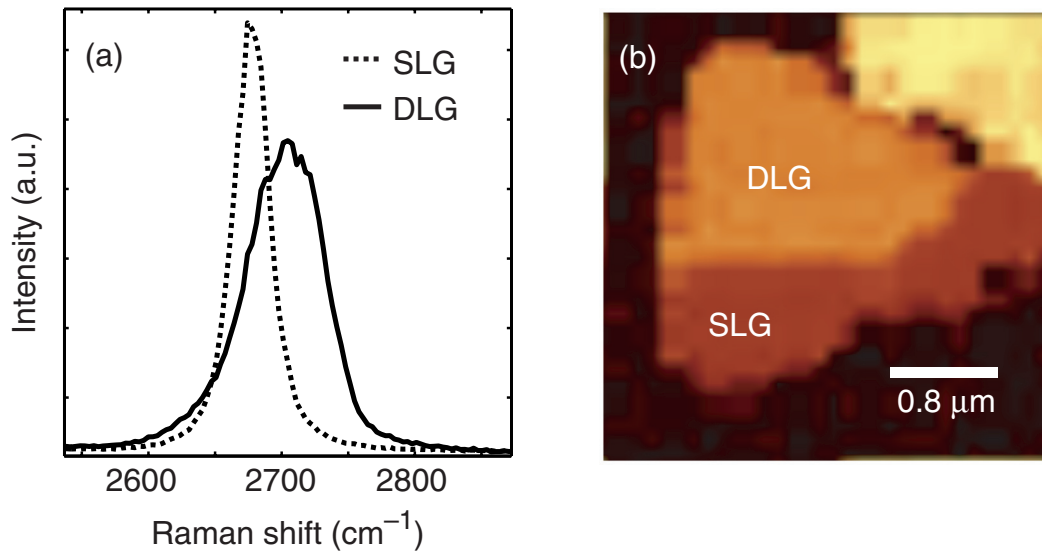 (a)
SLG
DLG
Intensity (a.u.)
2600 2700 2800
Raman shift (cm⁻¹)
(b)
DLG
SLG
0.8 μm